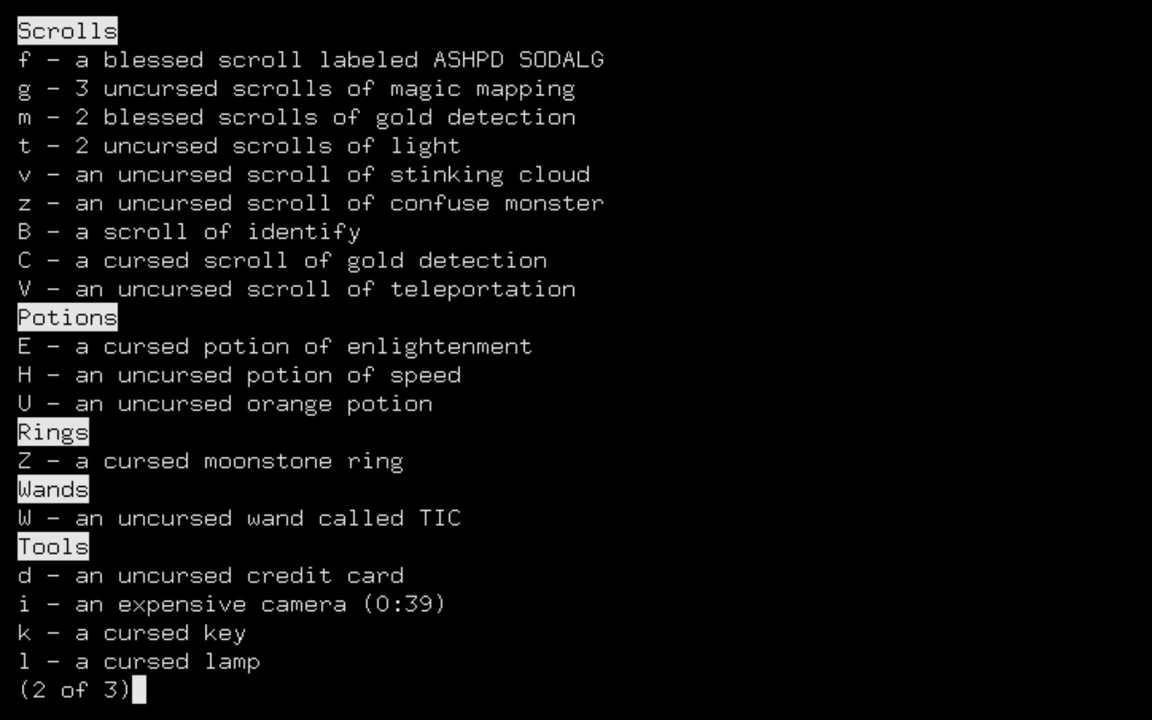 Scrolls
f - a blessed scroll labeled ASHPD SODALG
g - 3 uncursed scrolls of magic mapping
m - 2 blessed scrolls of gold detection
t - 2 uncursed scrolls of light
v - an uncursed scroll of stinking cloud
z - an uncursed scroll of confuse monster
B - a scroll of identify
C - a cursed scroll of gold detection
V - an uncursed scroll of teleportation
Potions
E - a cursed potion of enlightenment
H - an uncursed potion of speed
U - an uncursed orange potion
Rings
Z - a cursed moonstone ring
Wands
W - an uncursed wand called TIC
Tools
d - an uncursed credit card
i - an expensive camera (0:39)
k - a cursed key
l - a cursed lamp
(2 of 3)